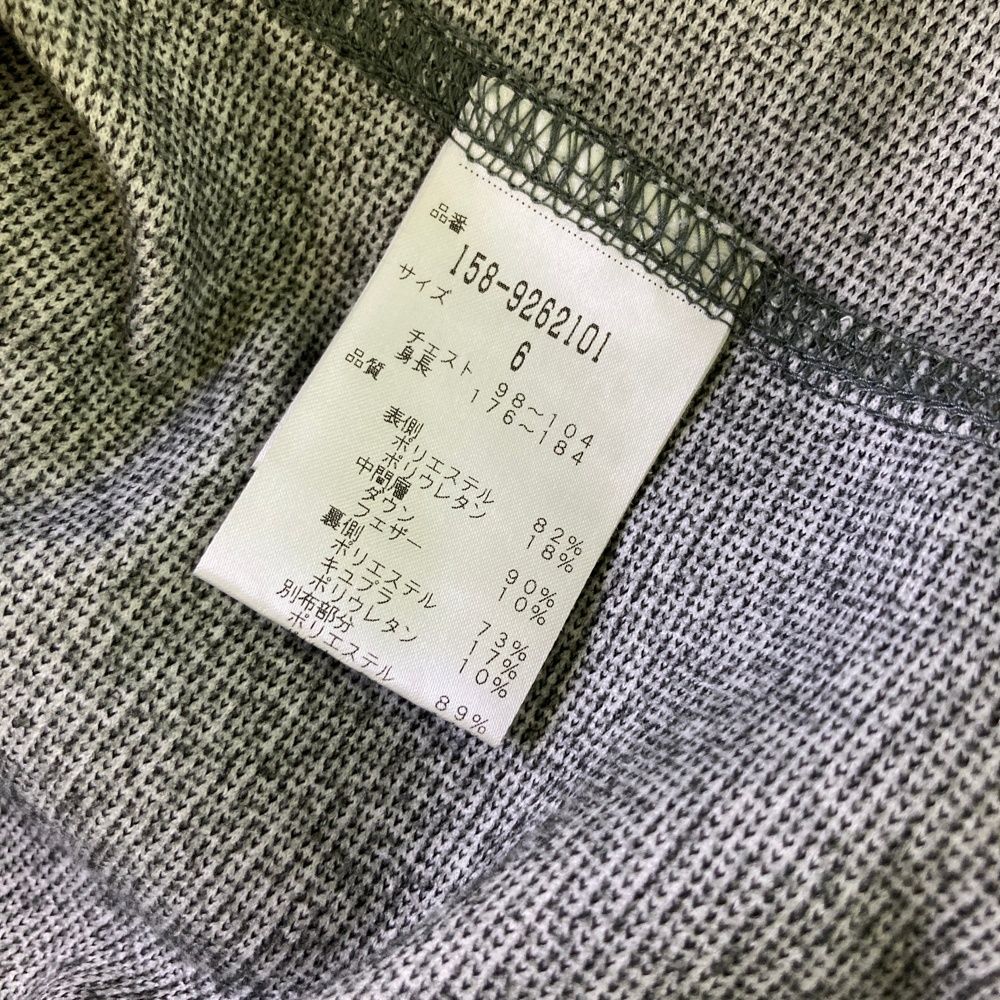 品番
158-9262101
サイズ
6
チェスト 98～104
身長 176～184
品質
表側
ポリエステル 82%
ポリウレタン 18%
中間層
ダウン 90%
フェザー 10%
裏側
ポリエステル 73%
キュプラ 17%
ポリウレタン 10%
別布部分
ポリエステル 89%